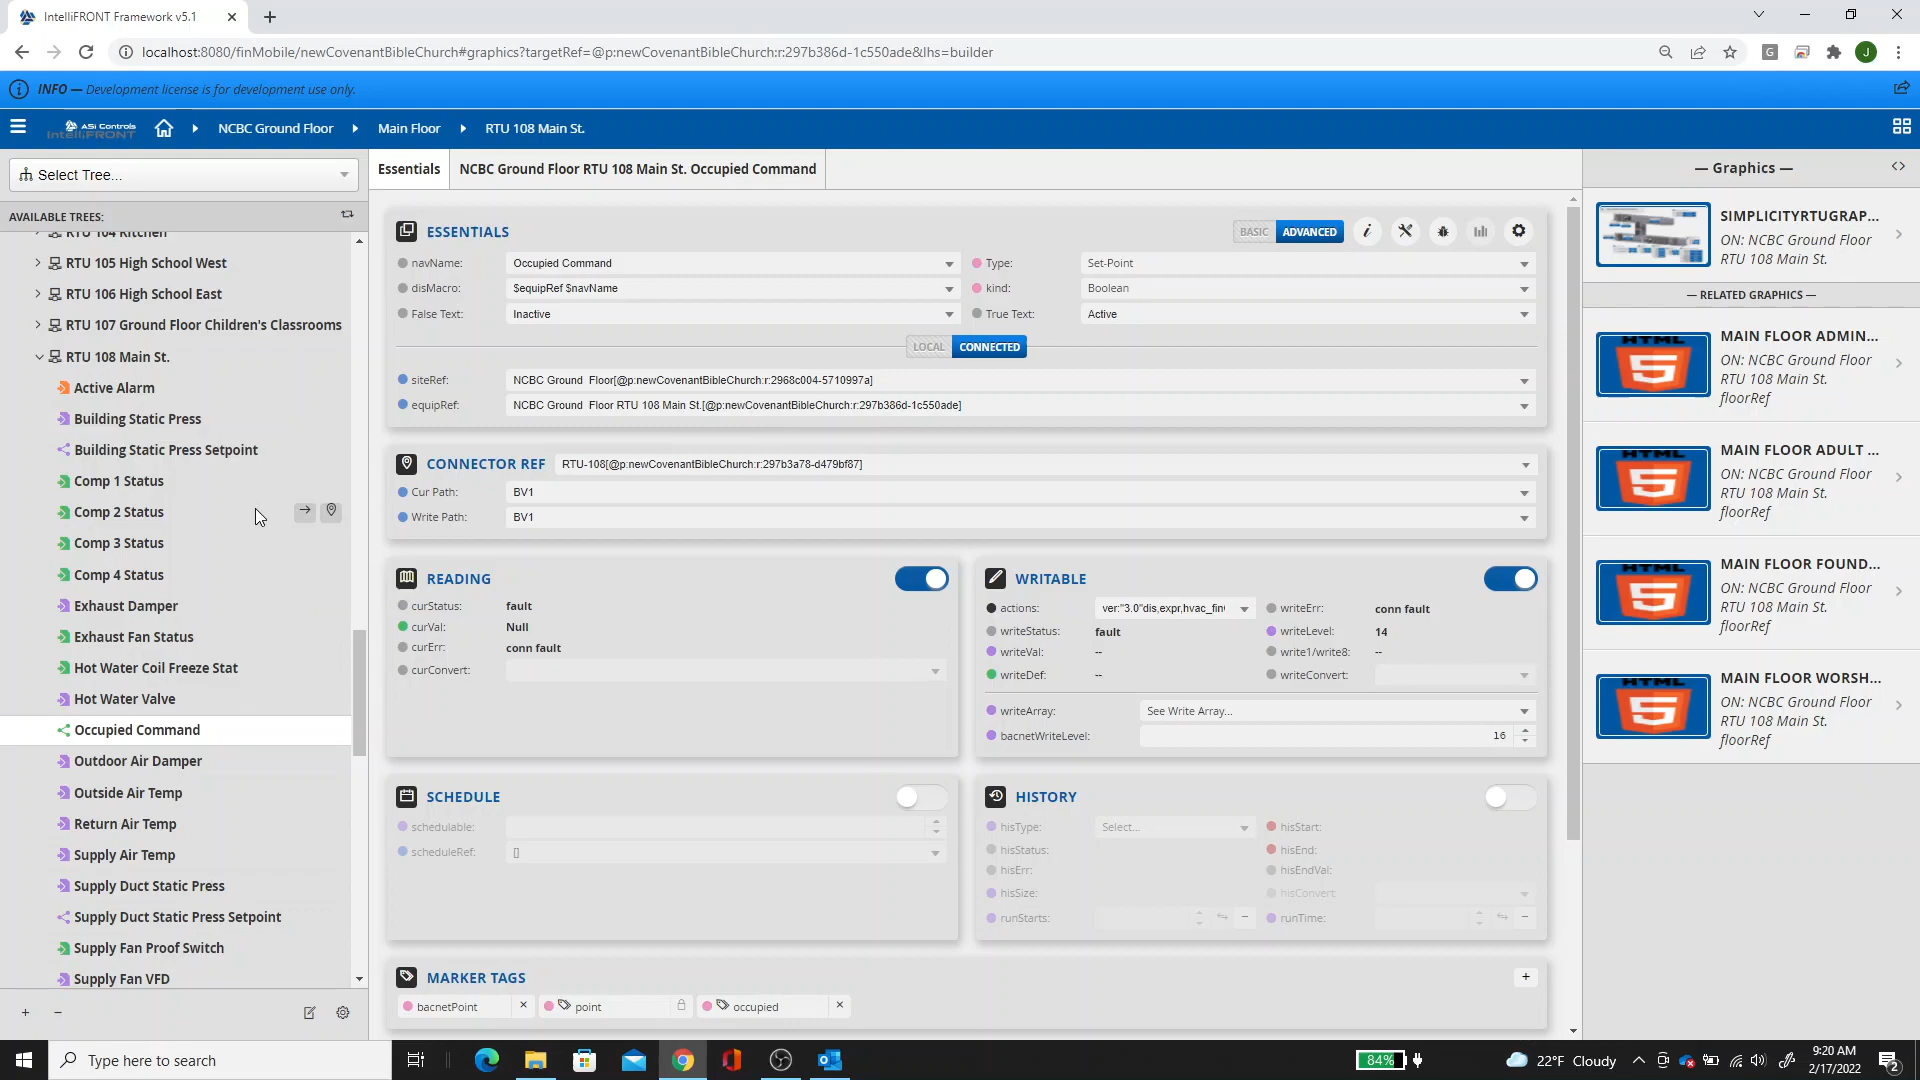 IntelliFRONT Framework v5.1
localhost:8080/finMobile/newCovenantBibleChurch#graphics?targetRef=@p:newCovenantBibleChurch:r:297b386d-1c550ade&lhs=builder
G
J
INFO — Development license is for development use only.
ASI Controls
IntelliFRONT
NCBC Ground Floor
Main Floor
RTU 108 Main St.
Select Tree...
AVAILABLE TREES:
RTU 104 Kitchen
RTU 105 High School West
RTU 106 High School East
RTU 107 Ground Floor Children's Classrooms
RTU 108 Main St.
Active Alarm
Building Static Press
Building Static Press Setpoint
Comp 1 Status
Comp 2 Status
Comp 3 Status
Comp 4 Status
Exhaust Damper
Exhaust Fan Status
Hot Water Coil Freeze Stat
Hot Water Valve
Occupied Command
Outdoor Air Damper
Outside Air Temp
Return Air Temp
Supply Air Temp
Supply Duct Static Press
Supply Duct Static Press Setpoint
Supply Fan Proof Switch
Supply Fan VFD
Essentials
NCBC Ground Floor RTU 108 Main St. Occupied Command
ESSENTIALS
BASIC ADVANCED
navName: Occupied Command
Type: Set-Point
disMacro: $equipRef $navName
kind: Boolean
False Text: Inactive
True Text: Active
LOCAL CONNECTED
siteRef: NCBC Ground Floor[@p:newCovenantBibleChurch:r:2968c004-5710997a]
equipRef: NCBC Ground Floor RTU 108 Main St.[@p:newCovenantBibleChurch:r:297b386d-1c550ade]
CONNECTOR REF RTU-108[@p:newCovenantBibleChurch:r:297b3a78-d479bf87]
Cur Path: BV1
Write Path: BV1
READING
curStatus: fault
curVal: Null
curErr: conn fault
curConvert:
WRITABLE
actions: ver:"3.0"dis,expr,hvac_fin
writeErr: conn fault
writeStatus: fault
writeLevel: 14
writeVal: --
write1/write8: --
writeDef: --
writeConvert:
writeArray: See Write Array...
bacnetWriteLevel: 16
SCHEDULE
schedulable:
scheduleRef: []
HISTORY
hisType: Select...
hisStart:
hisStatus:
hisEnd:
hisErr:
hisEndVal:
hisSize:
hisConvert:
runStarts:
runTime:
MARKER TAGS
bacnetPoint
point
occupied
— Graphics —
SIMPLICITYRTUGRAP...
ON: NCBC Ground Floor
RTU 108 Main St.
— RELATED GRAPHICS —
HTML
MAIN FLOOR ADMIN...
ON: NCBC Ground Floor
RTU 108 Main St.
floorRef
HTML
MAIN FLOOR ADULT ...
ON: NCBC Ground Floor
RTU 108 Main St.
floorRef
HTML
MAIN FLOOR FOUND...
ON: NCBC Ground Floor
RTU 108 Main St.
floorRef
HTML
MAIN FLOOR WORSH...
ON: NCBC Ground Floor
RTU 108 Main St.
floorRef
Type here to search
84%
22°F Cloudy
9:20 AM
2/17/2022
2